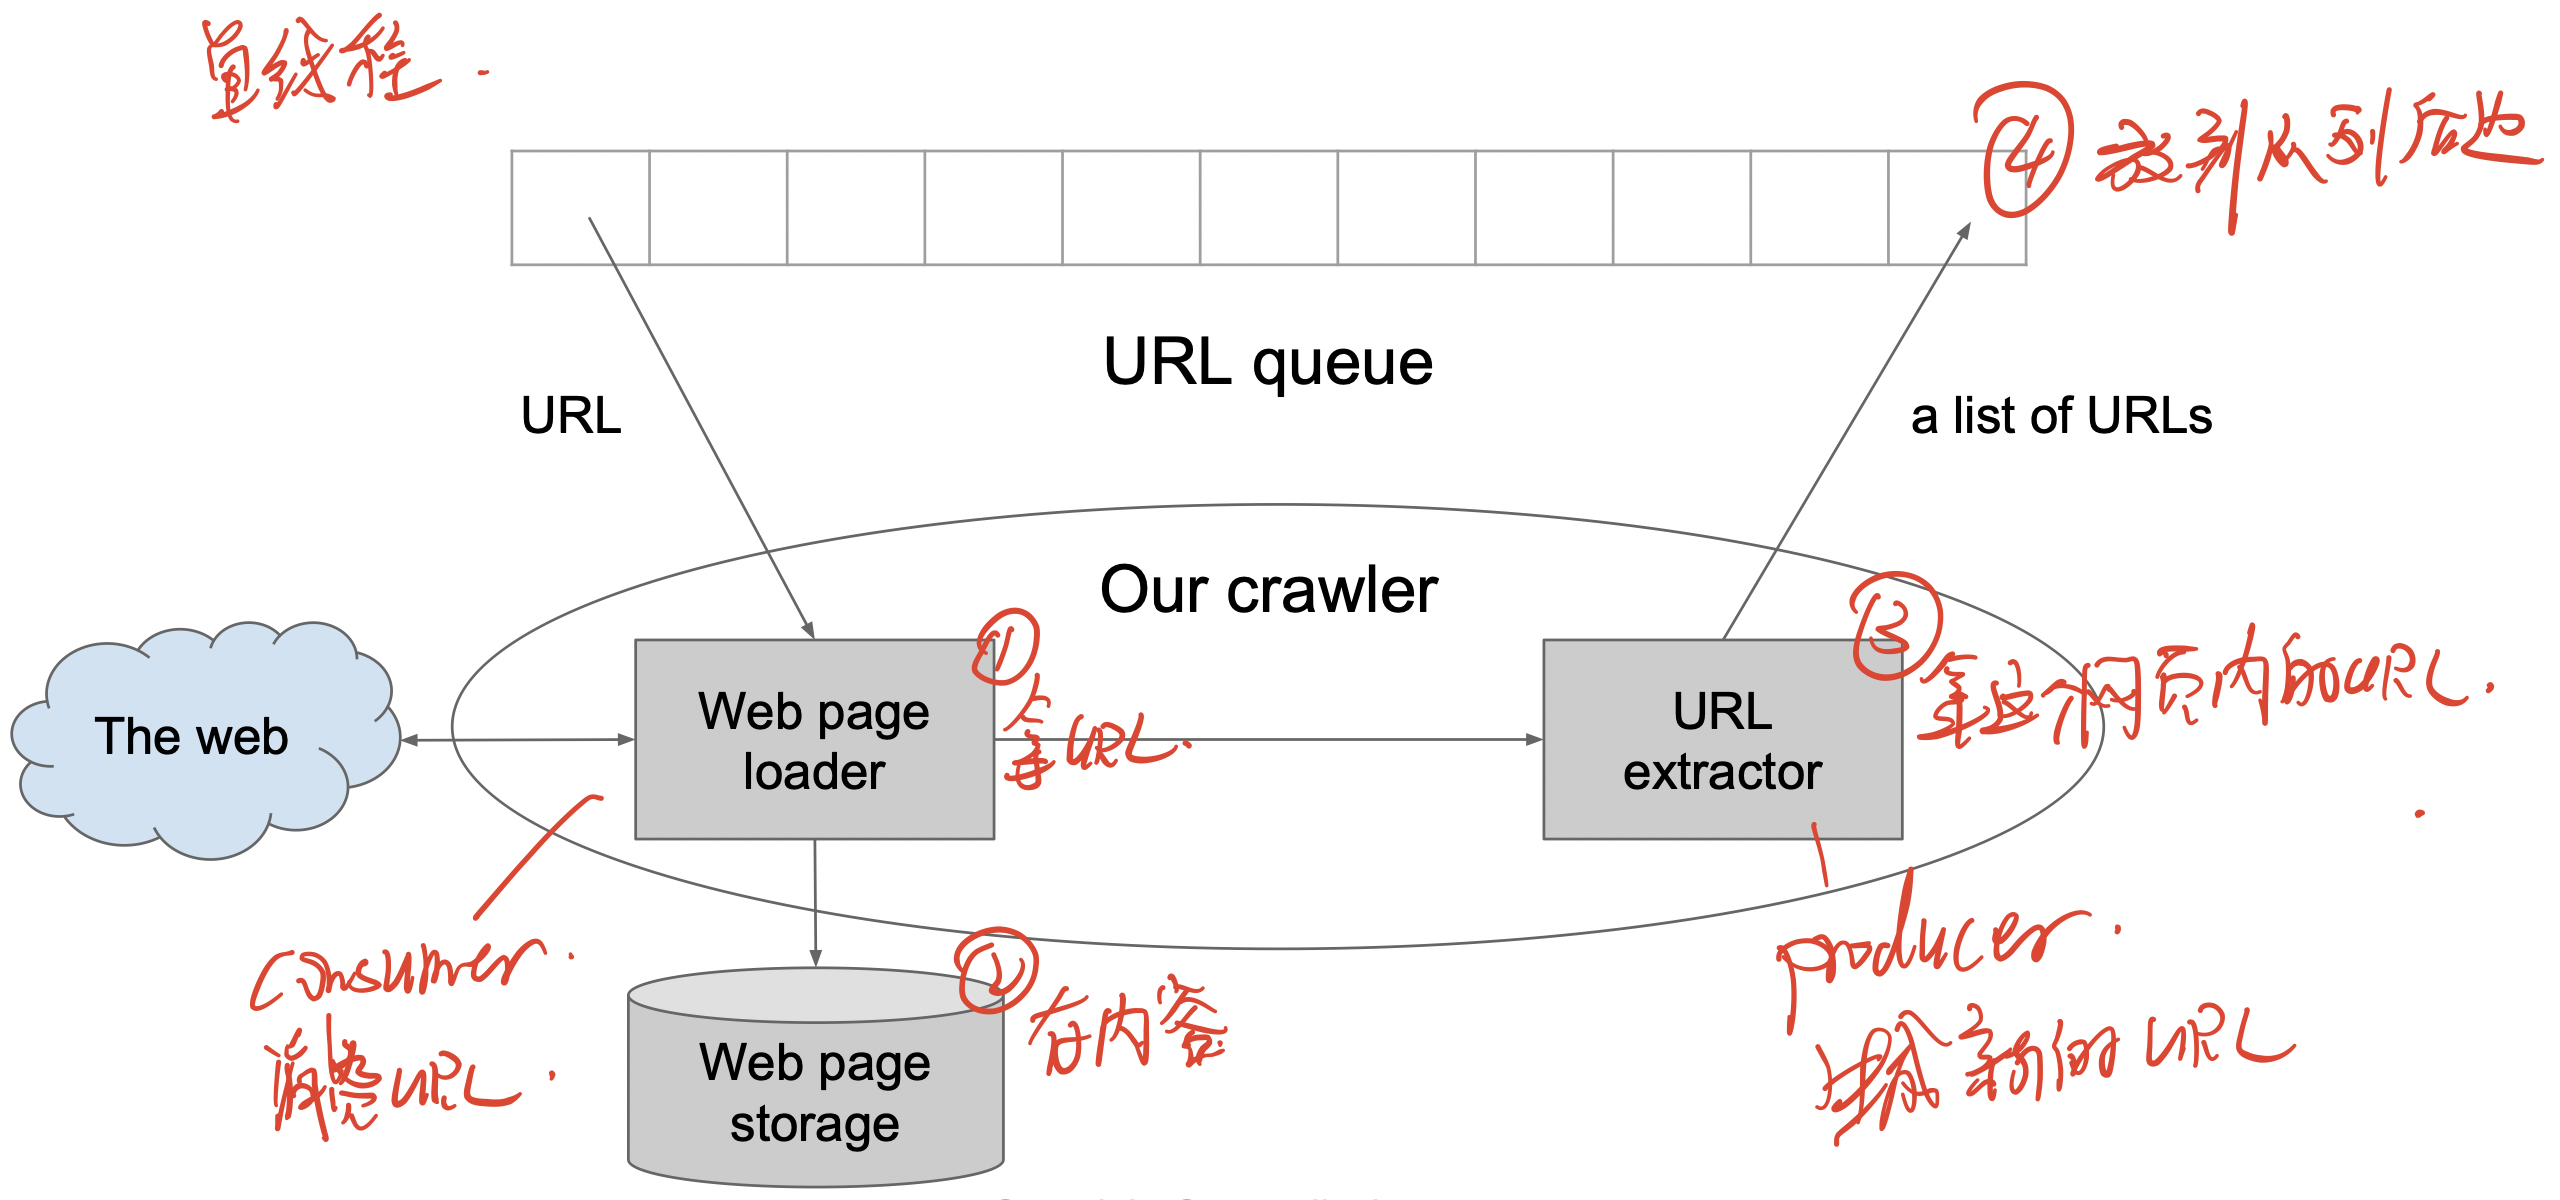 单线程.
④ 放到队列后边
URL queue
URL
a list of URLs
Our crawler
①
③
拿这个网页内的URL.
The web
Web page
loader
拿URL.
URL
extractor
Consumer.
消费URL.
②
存内容
producer.
新的URL
Web page
storage